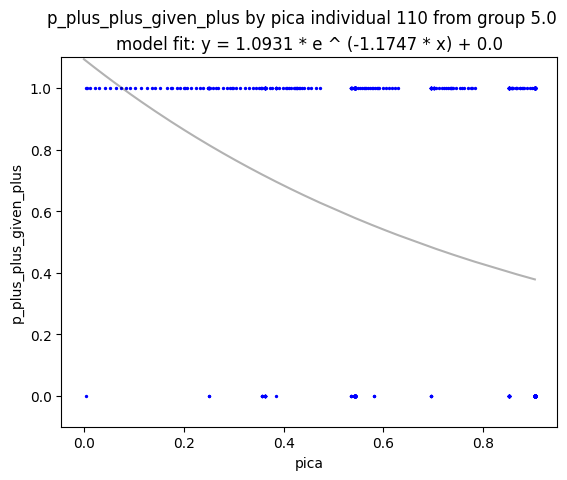 p_plus_plus_given_plus by pica individual 110 from group 5.0
model fit: y = 1.0931 * e ^ (-1.1747 * x) + 0.0
p_plus_plus_given_plus
1.0
0.8
0.6
0.4
0.2
0.0
0.0 0.2 0.4 0.6 0.8
pica